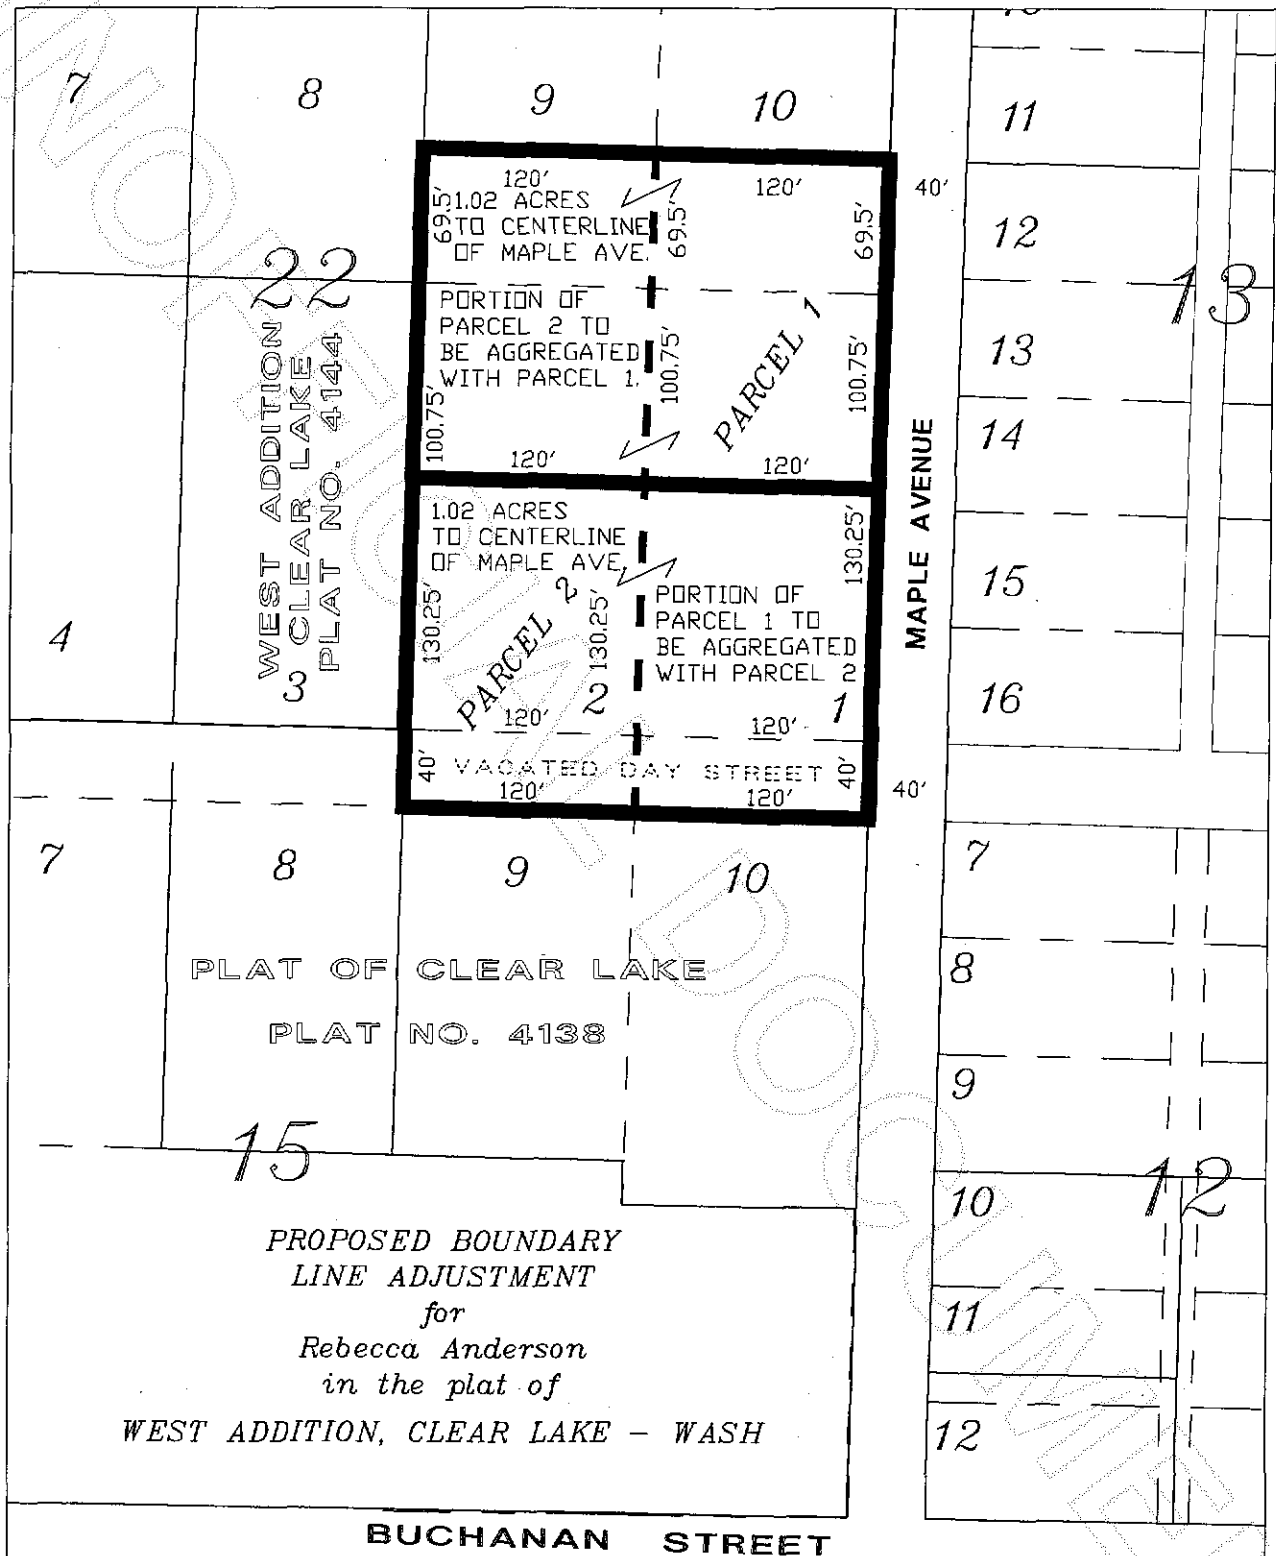 7
8
9
10
11
120'
120'
40'
1.02 ACRES
TO CENTERLINE
OF MAPLE AVE.
69.5'
69.5'
69.5'
12
22
13
PORTION OF
PARCEL 2 TO
BE AGGREGATED
WITH PARCEL 1.
PARCEL 1
100.75'
100.75'
100.75'
13
14
120'
120'
WEST ADDITION
CLEAR LAKE
PLAT NO. 4144
MAPLE AVENUE
1.02 ACRES
TO CENTERLINE
OF MAPLE AVE.
130.25'
130.25'
130.25'
PARCEL 2
PORTION OF
PARCEL 1 TO
BE AGGREGATED
WITH PARCEL 2
15
4
3
2
1
16
120'
120'
40'
VACATED DAY STREET
40'
40'
120'
120'
7
8
9
10
7
PLAT OF CLEAR LAKE
PLAT NO. 4138
8
9
15
12
10
PROPOSED BOUNDARY
LINE ADJUSTMENT
for
Rebecca Anderson
in the plat of
WEST ADDITION, CLEAR LAKE - WASH
11
12
BUCHANAN STREET
UNOFFICIAL DOCUME